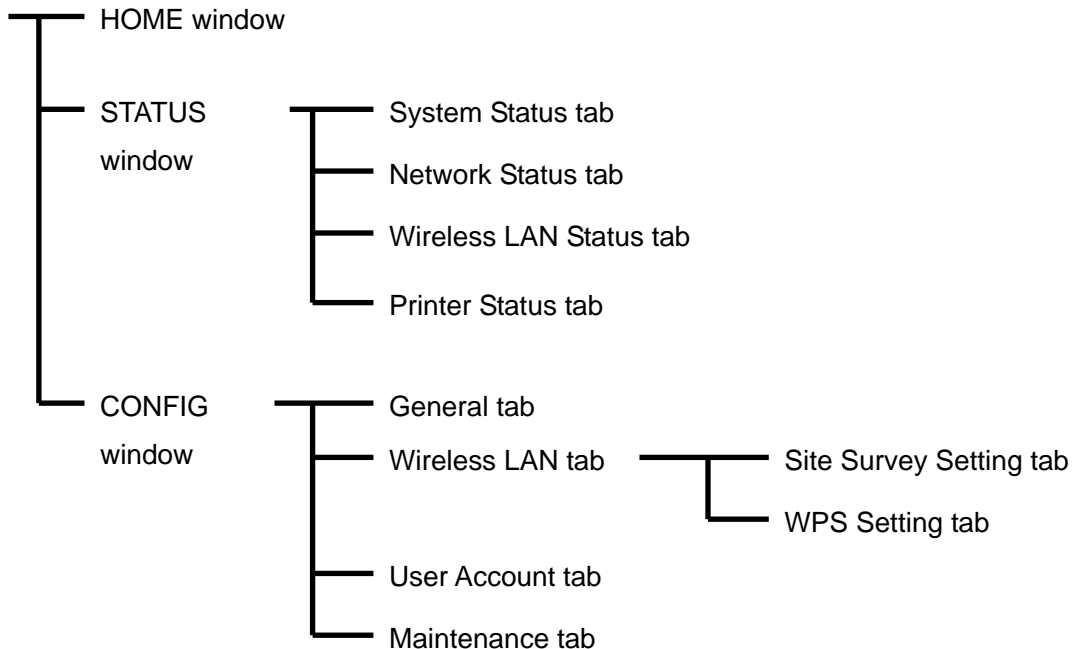 HOME window
STATUS
window
System Status tab
Network Status tab
Wireless LAN Status tab
Printer Status tab
CONFIG
window
General tab
Wireless LAN tab
Site Survey Setting tab
WPS Setting tab
User Account tab
Maintenance tab